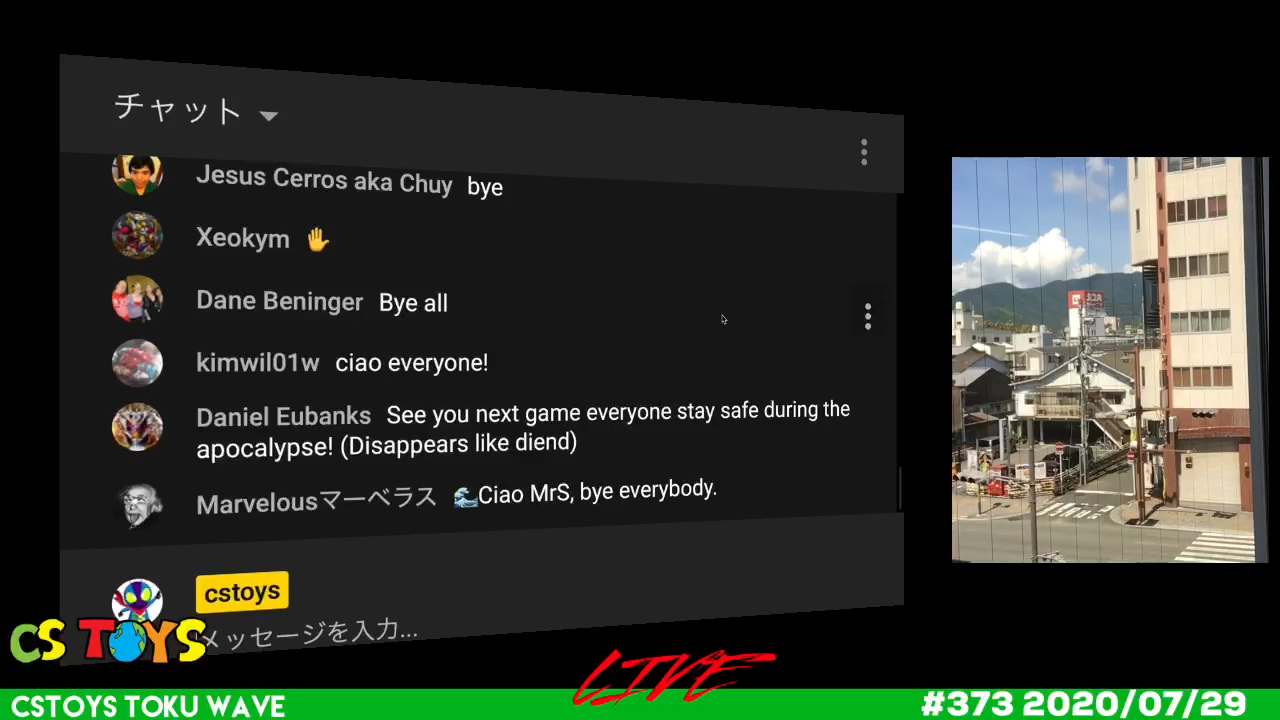 チャット
Jesus Cerros aka Chuy bye
Xeokym ✋
Dane Beninger Bye all
kimwil01w ciao everyone!
Daniel Eubanks See you next game everyone stay safe during the
apocalypse! (Disappears like diend)
Marvelousマーベラス 🌊Ciao MrS, bye everybody.
cstoys
メッセージを入力...
CS TOYS
LIVE
CSTOYS TOKU WAVE
#373 2020/07/29